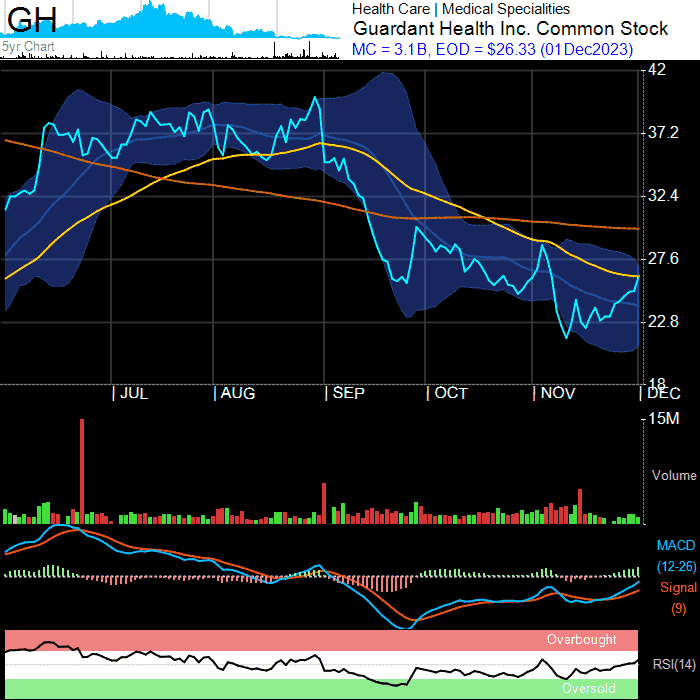 GH
5yr Chart
Health Care | Medical Specialities
Guardant Health Inc. Common Stock
MC = 3.1B, EOD = $26.33 (01Dec2023)
42
37.2
32.4
27.6
22.8
18
| JUL | AUG | SEP | OCT | NOV | DEC
15M
Volume
MACD
(12-26)
Signal
(9)
Overbought
RSI(14)
Oversold